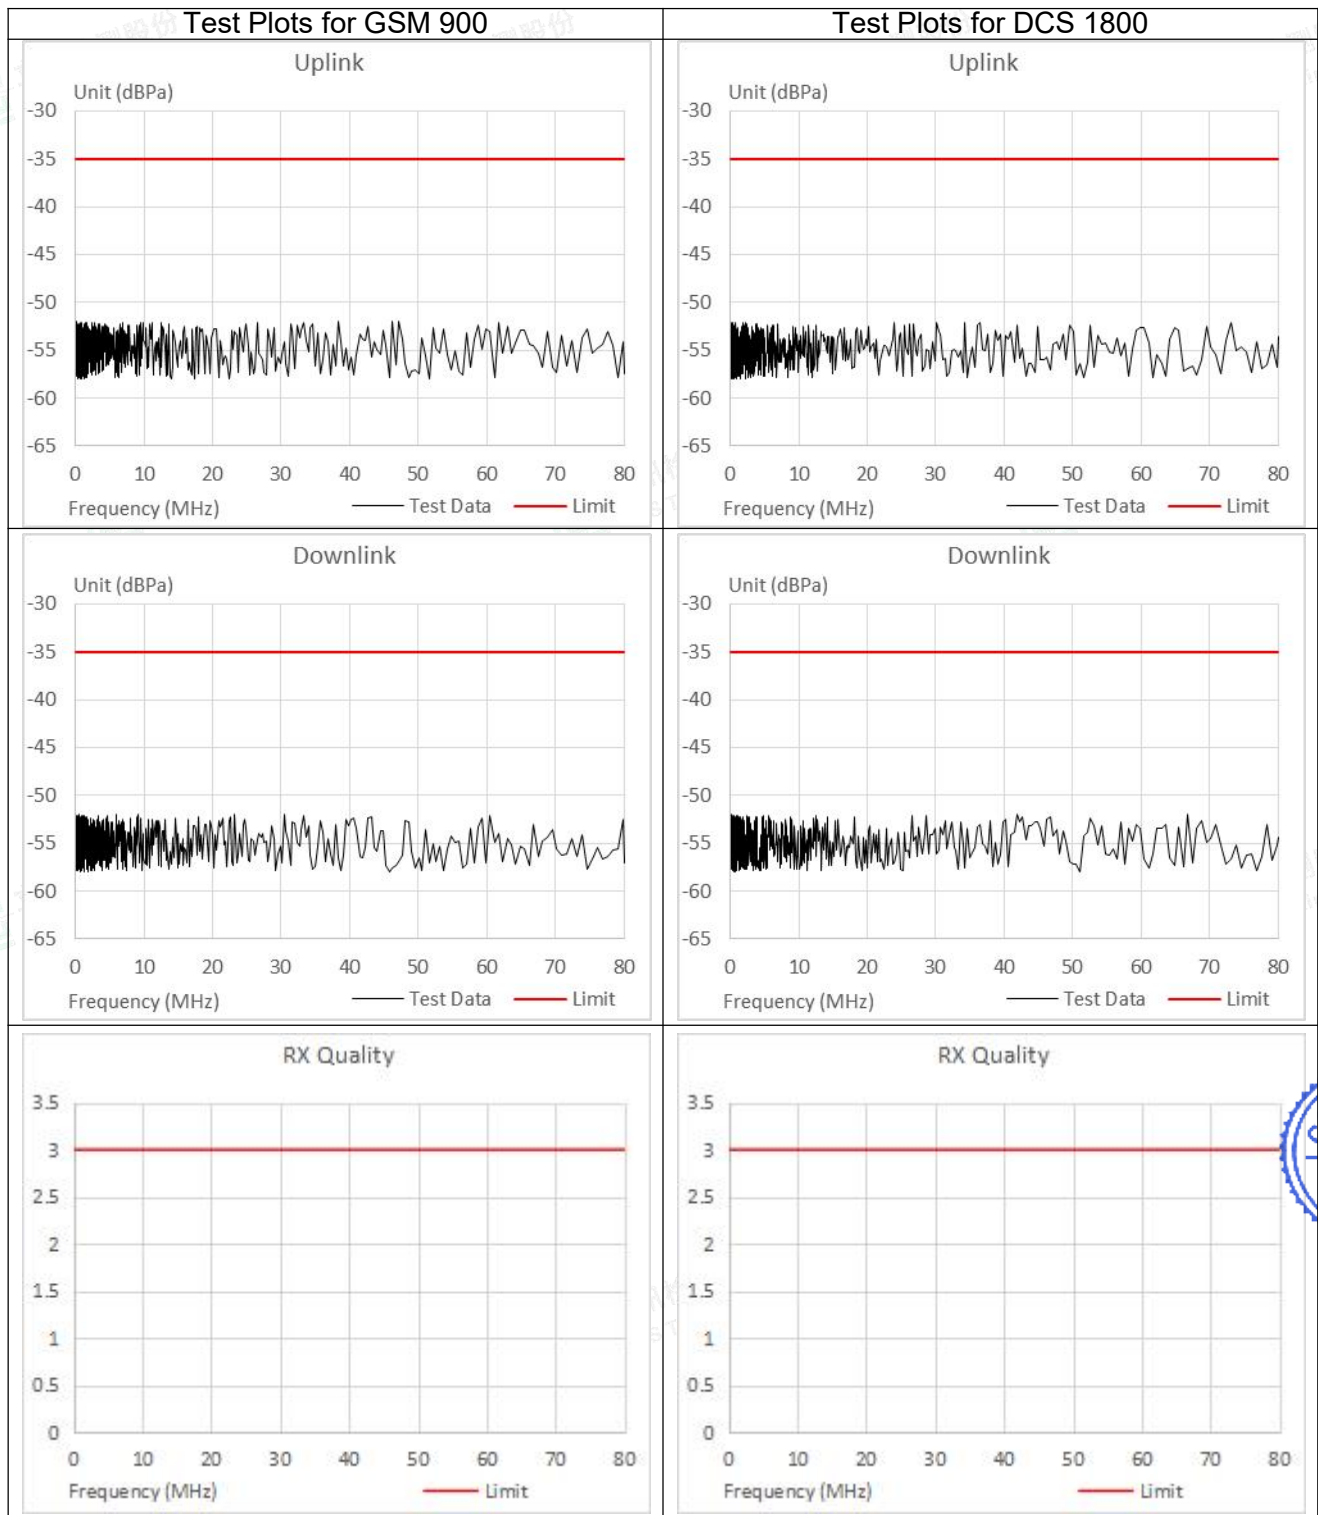 Test Plots for GSM 900
Test Plots for DCS 1800
Uplink
Unit (dBPa)
-30
-35
-40
-45
-50
-55
-60
-65
0 10 20 30 40 50 60 70 80
Frequency (MHz) Test Data Limit
Uplink
Unit (dBPa)
-30
-35
-40
-45
-50
-55
-60
-65
0 10 20 30 40 50 60 70 80
Frequency (MHz) Test Data Limit
Downlink
Unit (dBPa)
-30
-35
-40
-45
-50
-55
-60
-65
0 10 20 30 40 50 60 70 80
Frequency (MHz) Test Data Limit
Downlink
Unit (dBPa)
-30
-35
-40
-45
-50
-55
-60
-65
0 10 20 30 40 50 60 70 80
Frequency (MHz) Test Data Limit
RX Quality
3.5
3
2.5
2
1.5
1
0.5
0
0 10 20 30 40 50 60 70 80
Frequency (MHz) Limit
RX Quality
3.5
3
2.5
2
1.5
1
0.5
0
0 10 20 30 40 50 60 70 80
Frequency (MHz) Limit